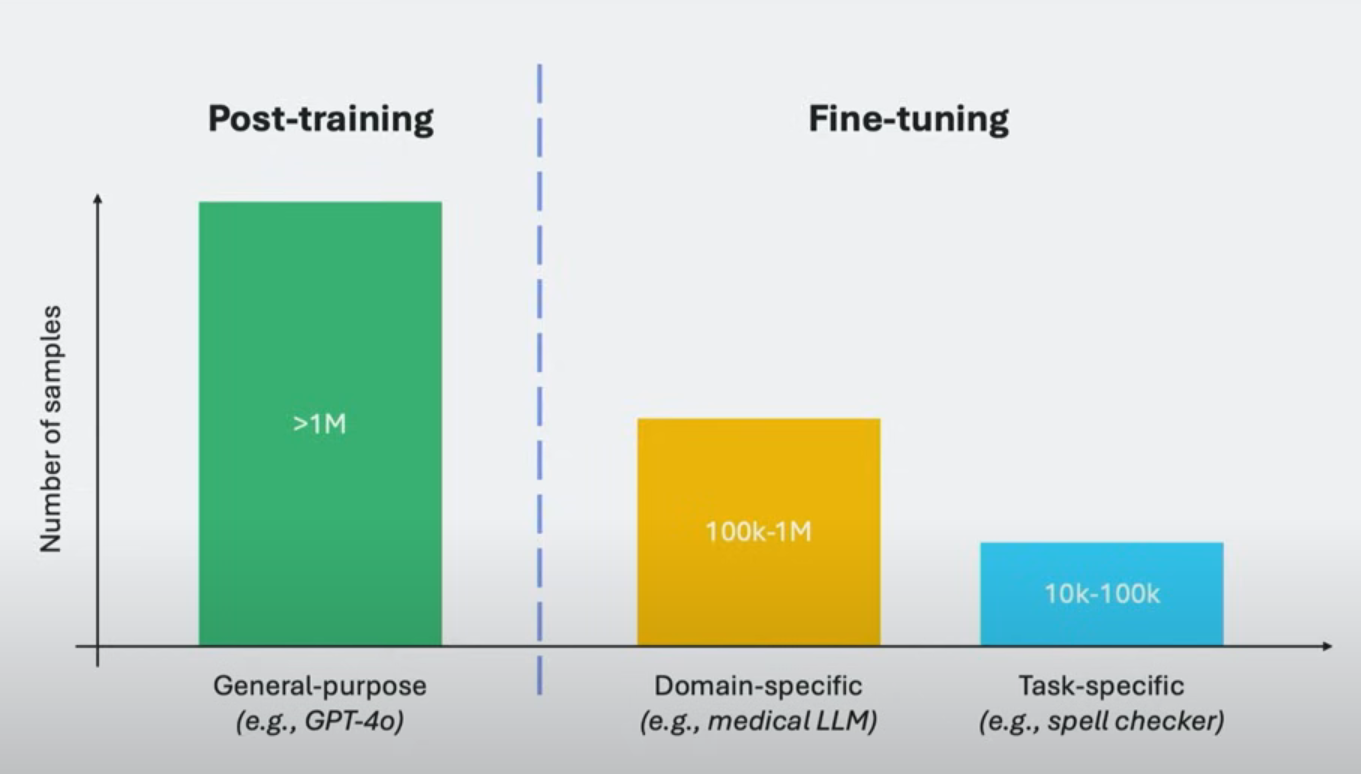 Post-training
Fine-tuning
Number of samples
>1M
100k-1M
10k-100k
General-purpose
(e.g., GPT-4o)
Domain-specific
(e.g., medical LLM)
Task-specific
(e.g., spell checker)